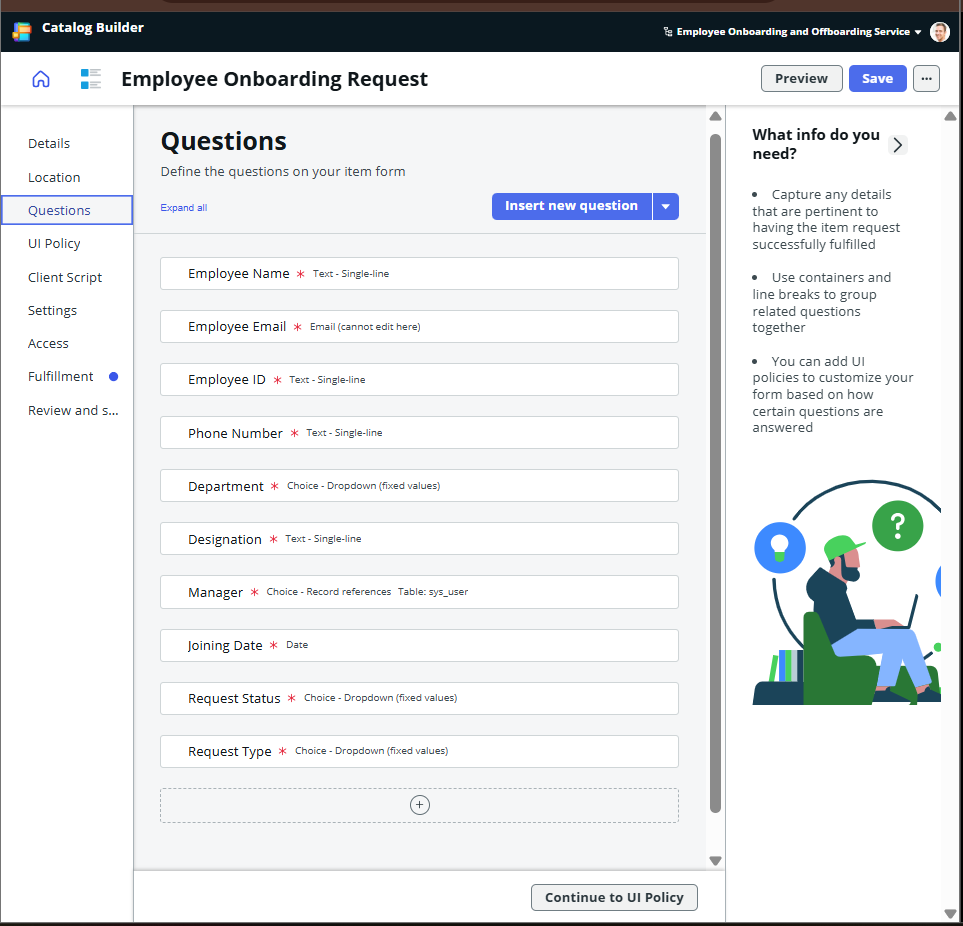 Catalog Builder
Employee Onboarding and Offboarding Service
Employee Onboarding Request
Preview
Save
...
Details
Location
Questions
UI Policy
Client Script
Settings
Access
Fulfillment
Review and s...
Questions
Define the questions on your item form
Expand all
Insert new question
Employee Name * Text - Single-line
Employee Email * Email (cannot edit here)
Employee ID * Text - Single-line
Phone Number * Text - Single-line
Department * Choice - Dropdown (fixed values)
Designation * Text - Single-line
Manager * Choice - Record references Table: sys_user
Joining Date * Date
Request Status * Choice - Dropdown (fixed values)
Request Type * Choice - Dropdown (fixed values)
Continue to UI Policy
What info do you
need?
• Capture any details
that are pertinent to
having the item request
successfully fulfilled
• Use containers and
line breaks to group
related questions
together
• You can add UI
policies to customize your
form based on how
certain questions are
answered
?